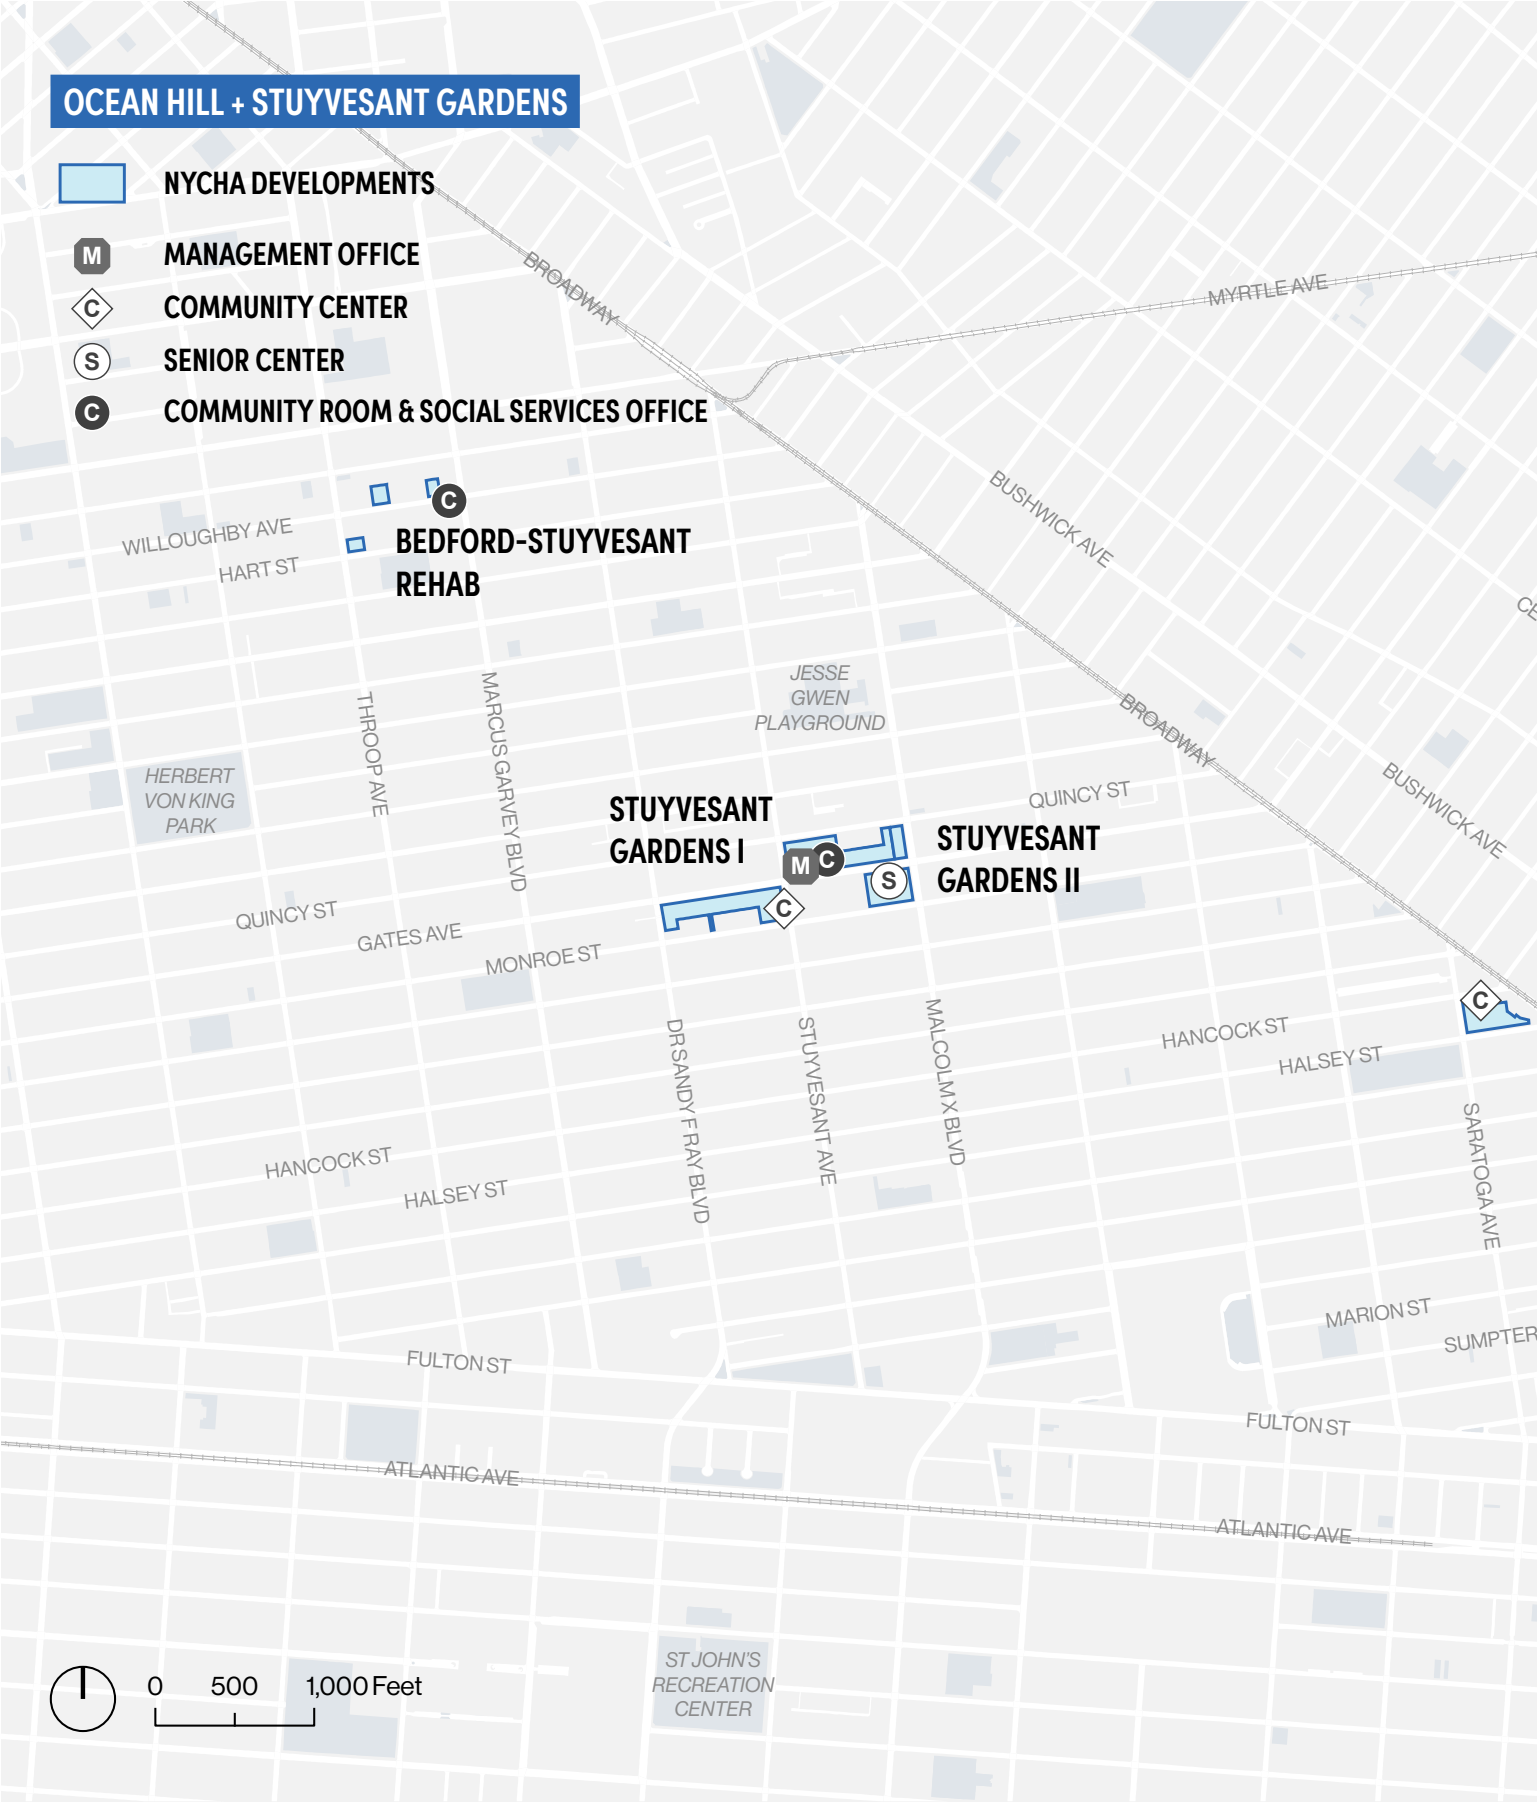 OCEAN HILL + STUYVESANT GARDENS
NYCHA DEVELOPMENTS
M MANAGEMENT OFFICE
C COMMUNITY CENTER
S SENIOR CENTER
C COMMUNITY ROOM & SOCIAL SERVICES OFFICE
BROADWAY
MYRTLE AVE
BUSHWICK AVE
C
WILLOUGHBY AVE
HART ST
BEDFORD-STUYVESANT
REHAB
CE
JESSE
GWEN
PLAYGROUND
THROOP AVE
MARCUS GARVEY BLVD
BROADWAY
BUSHWICK AVE
HERBERT
VON KING
PARK
QUINCY ST
STUYVESANT
GARDENS I
M
C
S
C
STUYVESANT
GARDENS II
QUINCY ST
GATES AVE
MONROE ST
C
DR SANDY F RAY BLVD
STUYVESANT AVE
MALCOLM X BLVD
HANCOCK ST
HALSEY ST
SARATOGA AVE
HANCOCK ST
HALSEY ST
MARION ST
SUMPTER
FULTON ST
FULTON ST
ATLANTIC AVE
ATLANTIC AVE
ST JOHN'S
RECREATION
CENTER
0 500 1,000 Feet